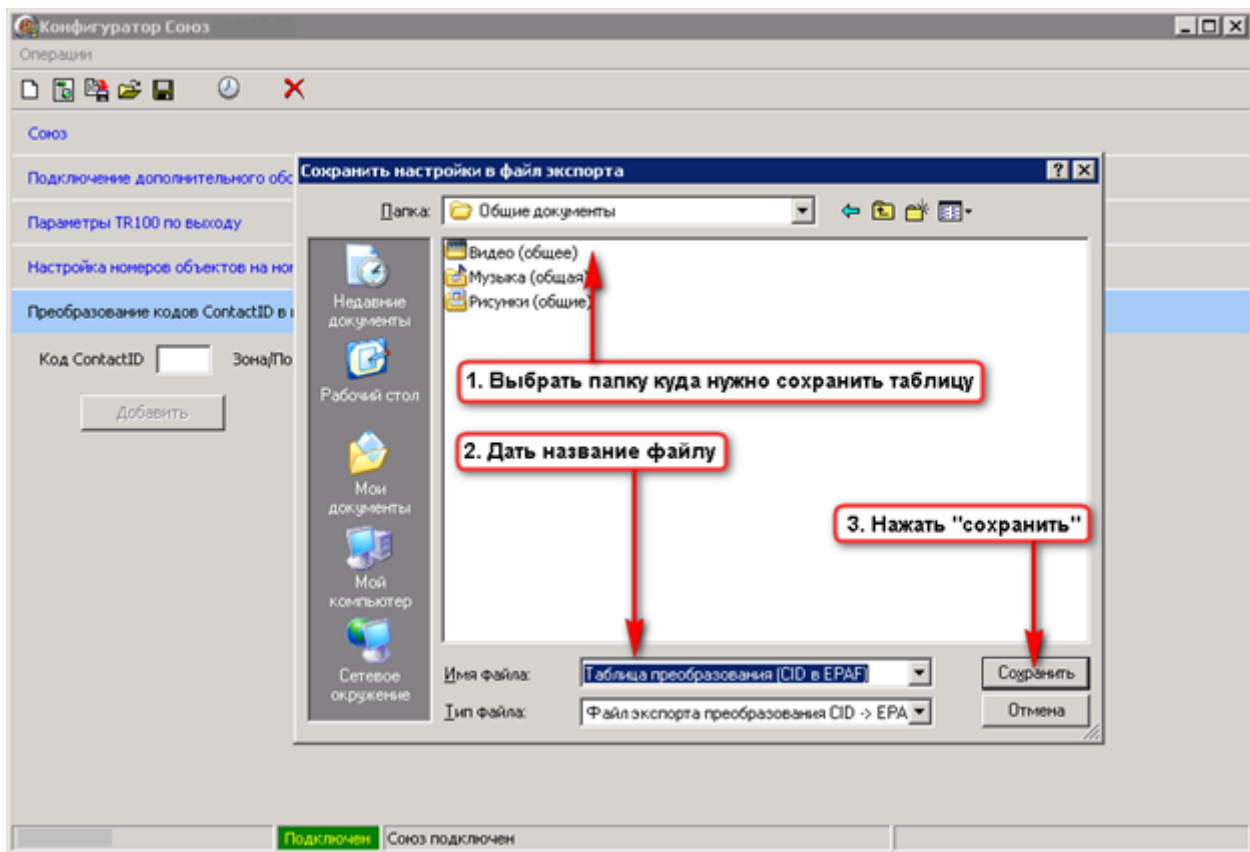 Конфигуратор Союз
Операции
Союз
Подключение дополнительного обс
Сохранить настройки в файл экспорта
Параметры TR100 по выходу
Папка: Общие документы
Настройка номеров объектов на ном
Преобразование кодов ContactID в
Код ContactID
Зона/По
Добавить
Видео (общее)
Музыка (общая)
Рисунки (общие)
Недавние
документы
Рабочий стол
Мои
документы
Мой
компьютер
Сетевое
окружение
1. Выбрать папку куда нужно сохранить таблицу
2. Дать название файлу
3. Нажать "сохранить"
Имя файла: Таблица преобразования (CID в EPAF)
Сохранить
Тип файла: Файл экспорта преобразования CID -> EPA
Отмена
Подключен Союз подключен